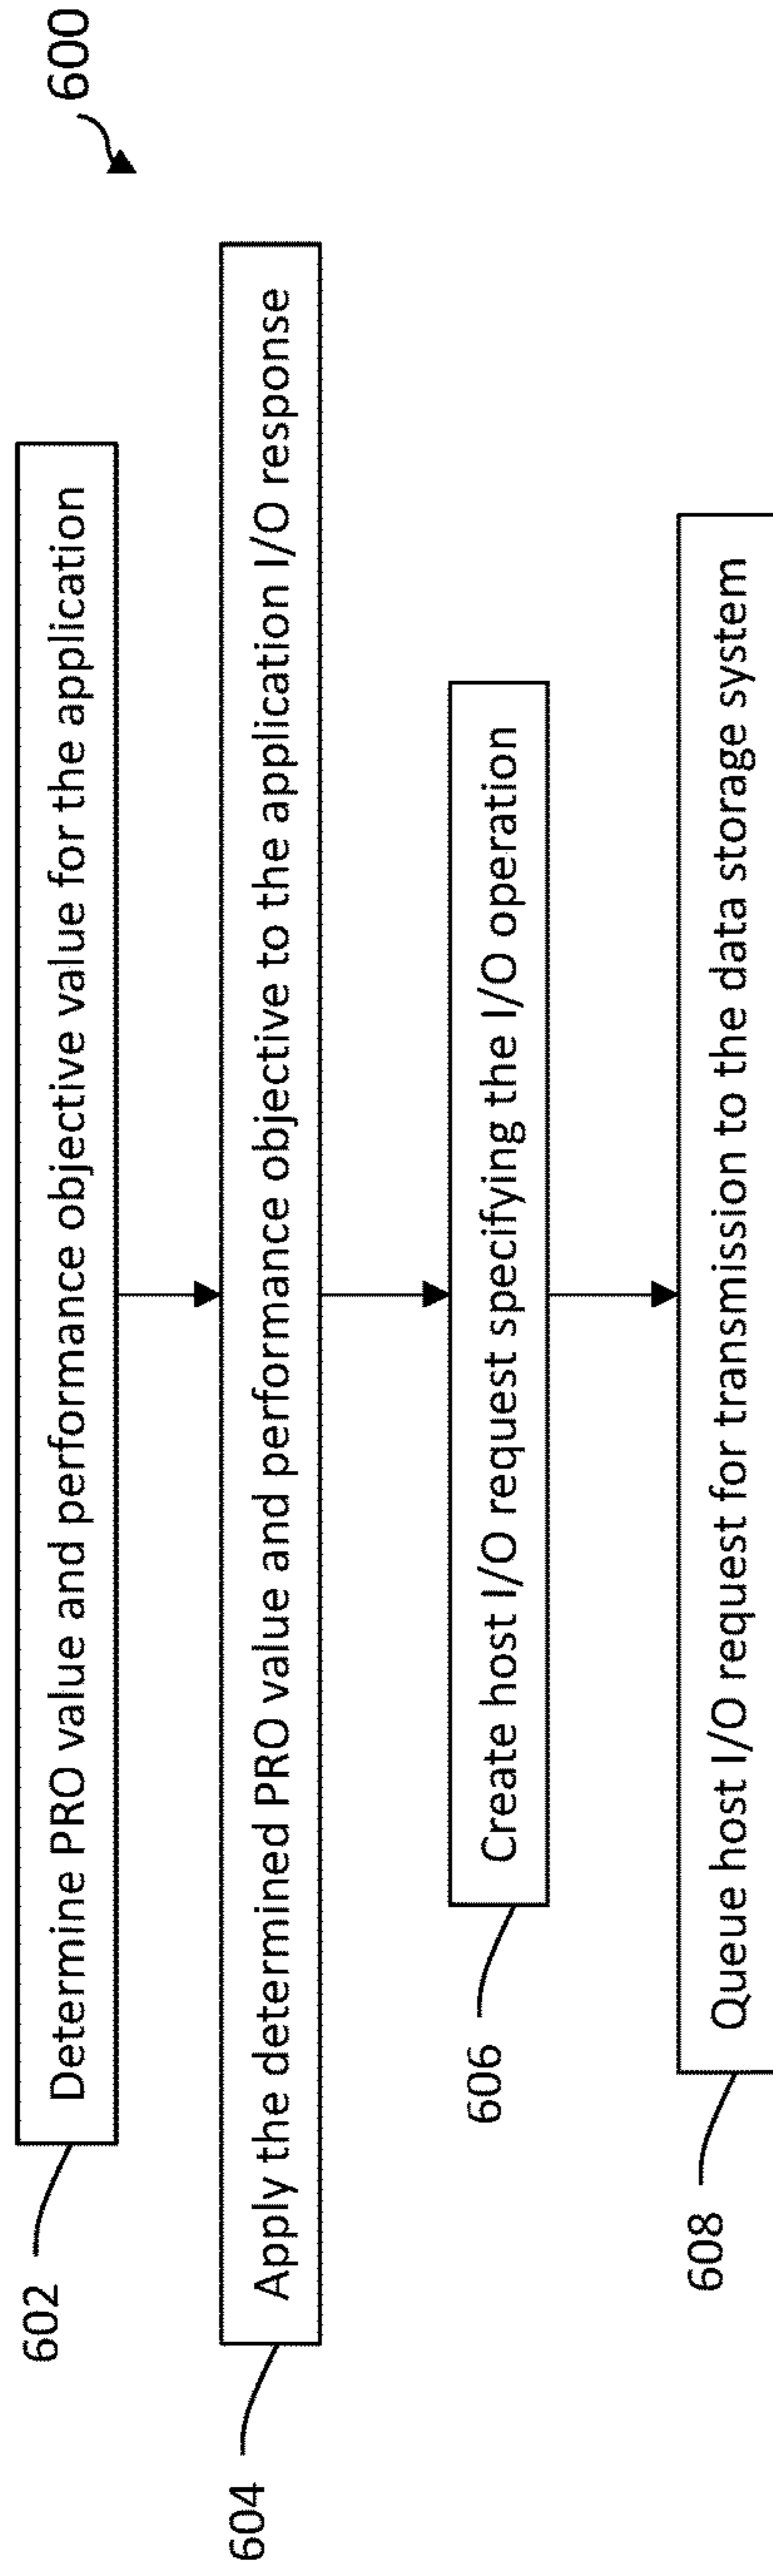 600
602
Determine PRO value and performance objective value for the application
604
Apply the determined PRO value and performance objective to the application I/O response
606
Create host I/O request specifying the I/O operation
608
Queue host I/O request for transmission to the data storage system